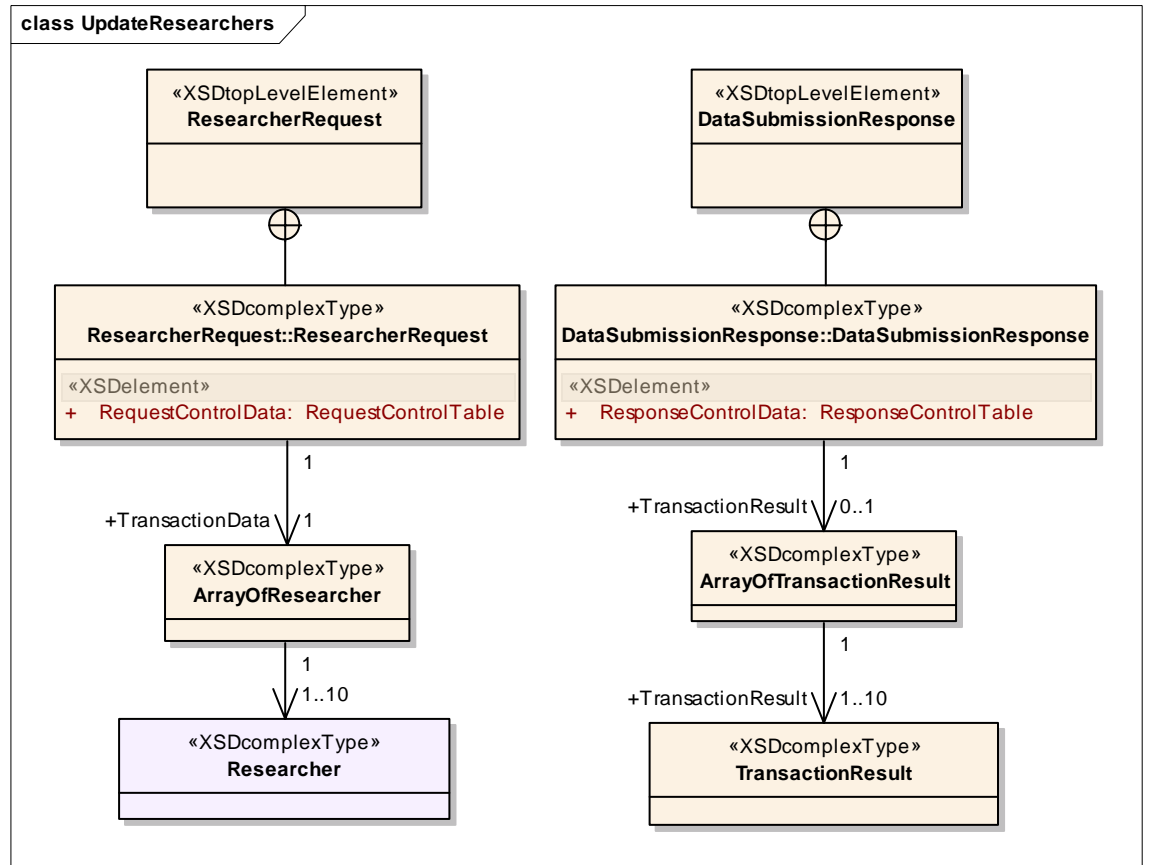 class UpdateResearchers
«XSDtopLevelElement»
ResearcherRequest
«XSDcomplexType»
ResearcherRequest::ResearcherRequest
«XSDelement»
+ RequestControlData: RequestControlTable
1
+TransactionData
1
«XSDcomplexType»
ArrayOfResearcher
1
1..10
«XSDcomplexType»
Researcher
«XSDtopLevelElement»
DataSubmissionResponse
«XSDcomplexType»
DataSubmissionResponse::DataSubmissionResponse
«XSDelement»
+ ResponseControlData: ResponseControlTable
1
+TransactionResult
0..1
«XSDcomplexType»
ArrayOfTransactionResult
1
+TransactionResult
1..10
«XSDcomplexType»
TransactionResult